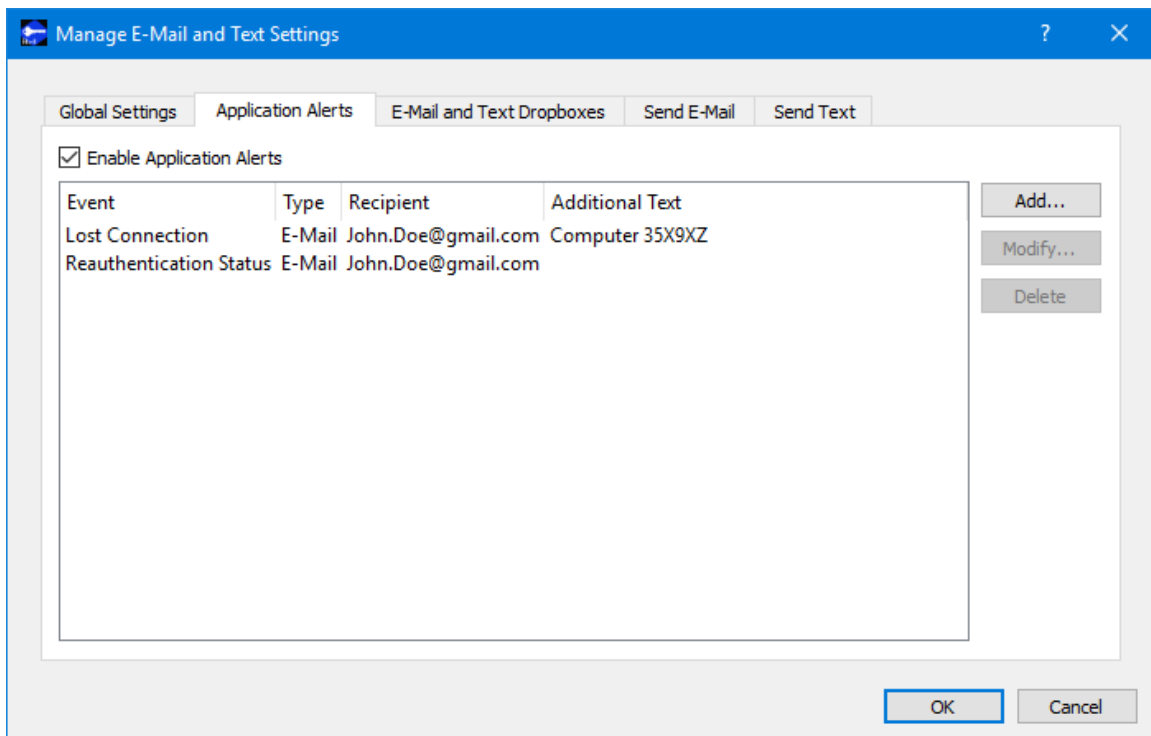 Manage E-Mail and Text Settings ?
Global Settings Application Alerts E-Mail and Text Dropboxes Send E-Mail Send Text
Enable Application Alerts
Event Type Recipient Additional Text
Lost Connection E-Mail John.Doe@gmail.com Computer 35X9XZ
Reauthentication Status E-Mail John.Doe@gmail.com
Add...
Modify...
Delete
OK Cancel